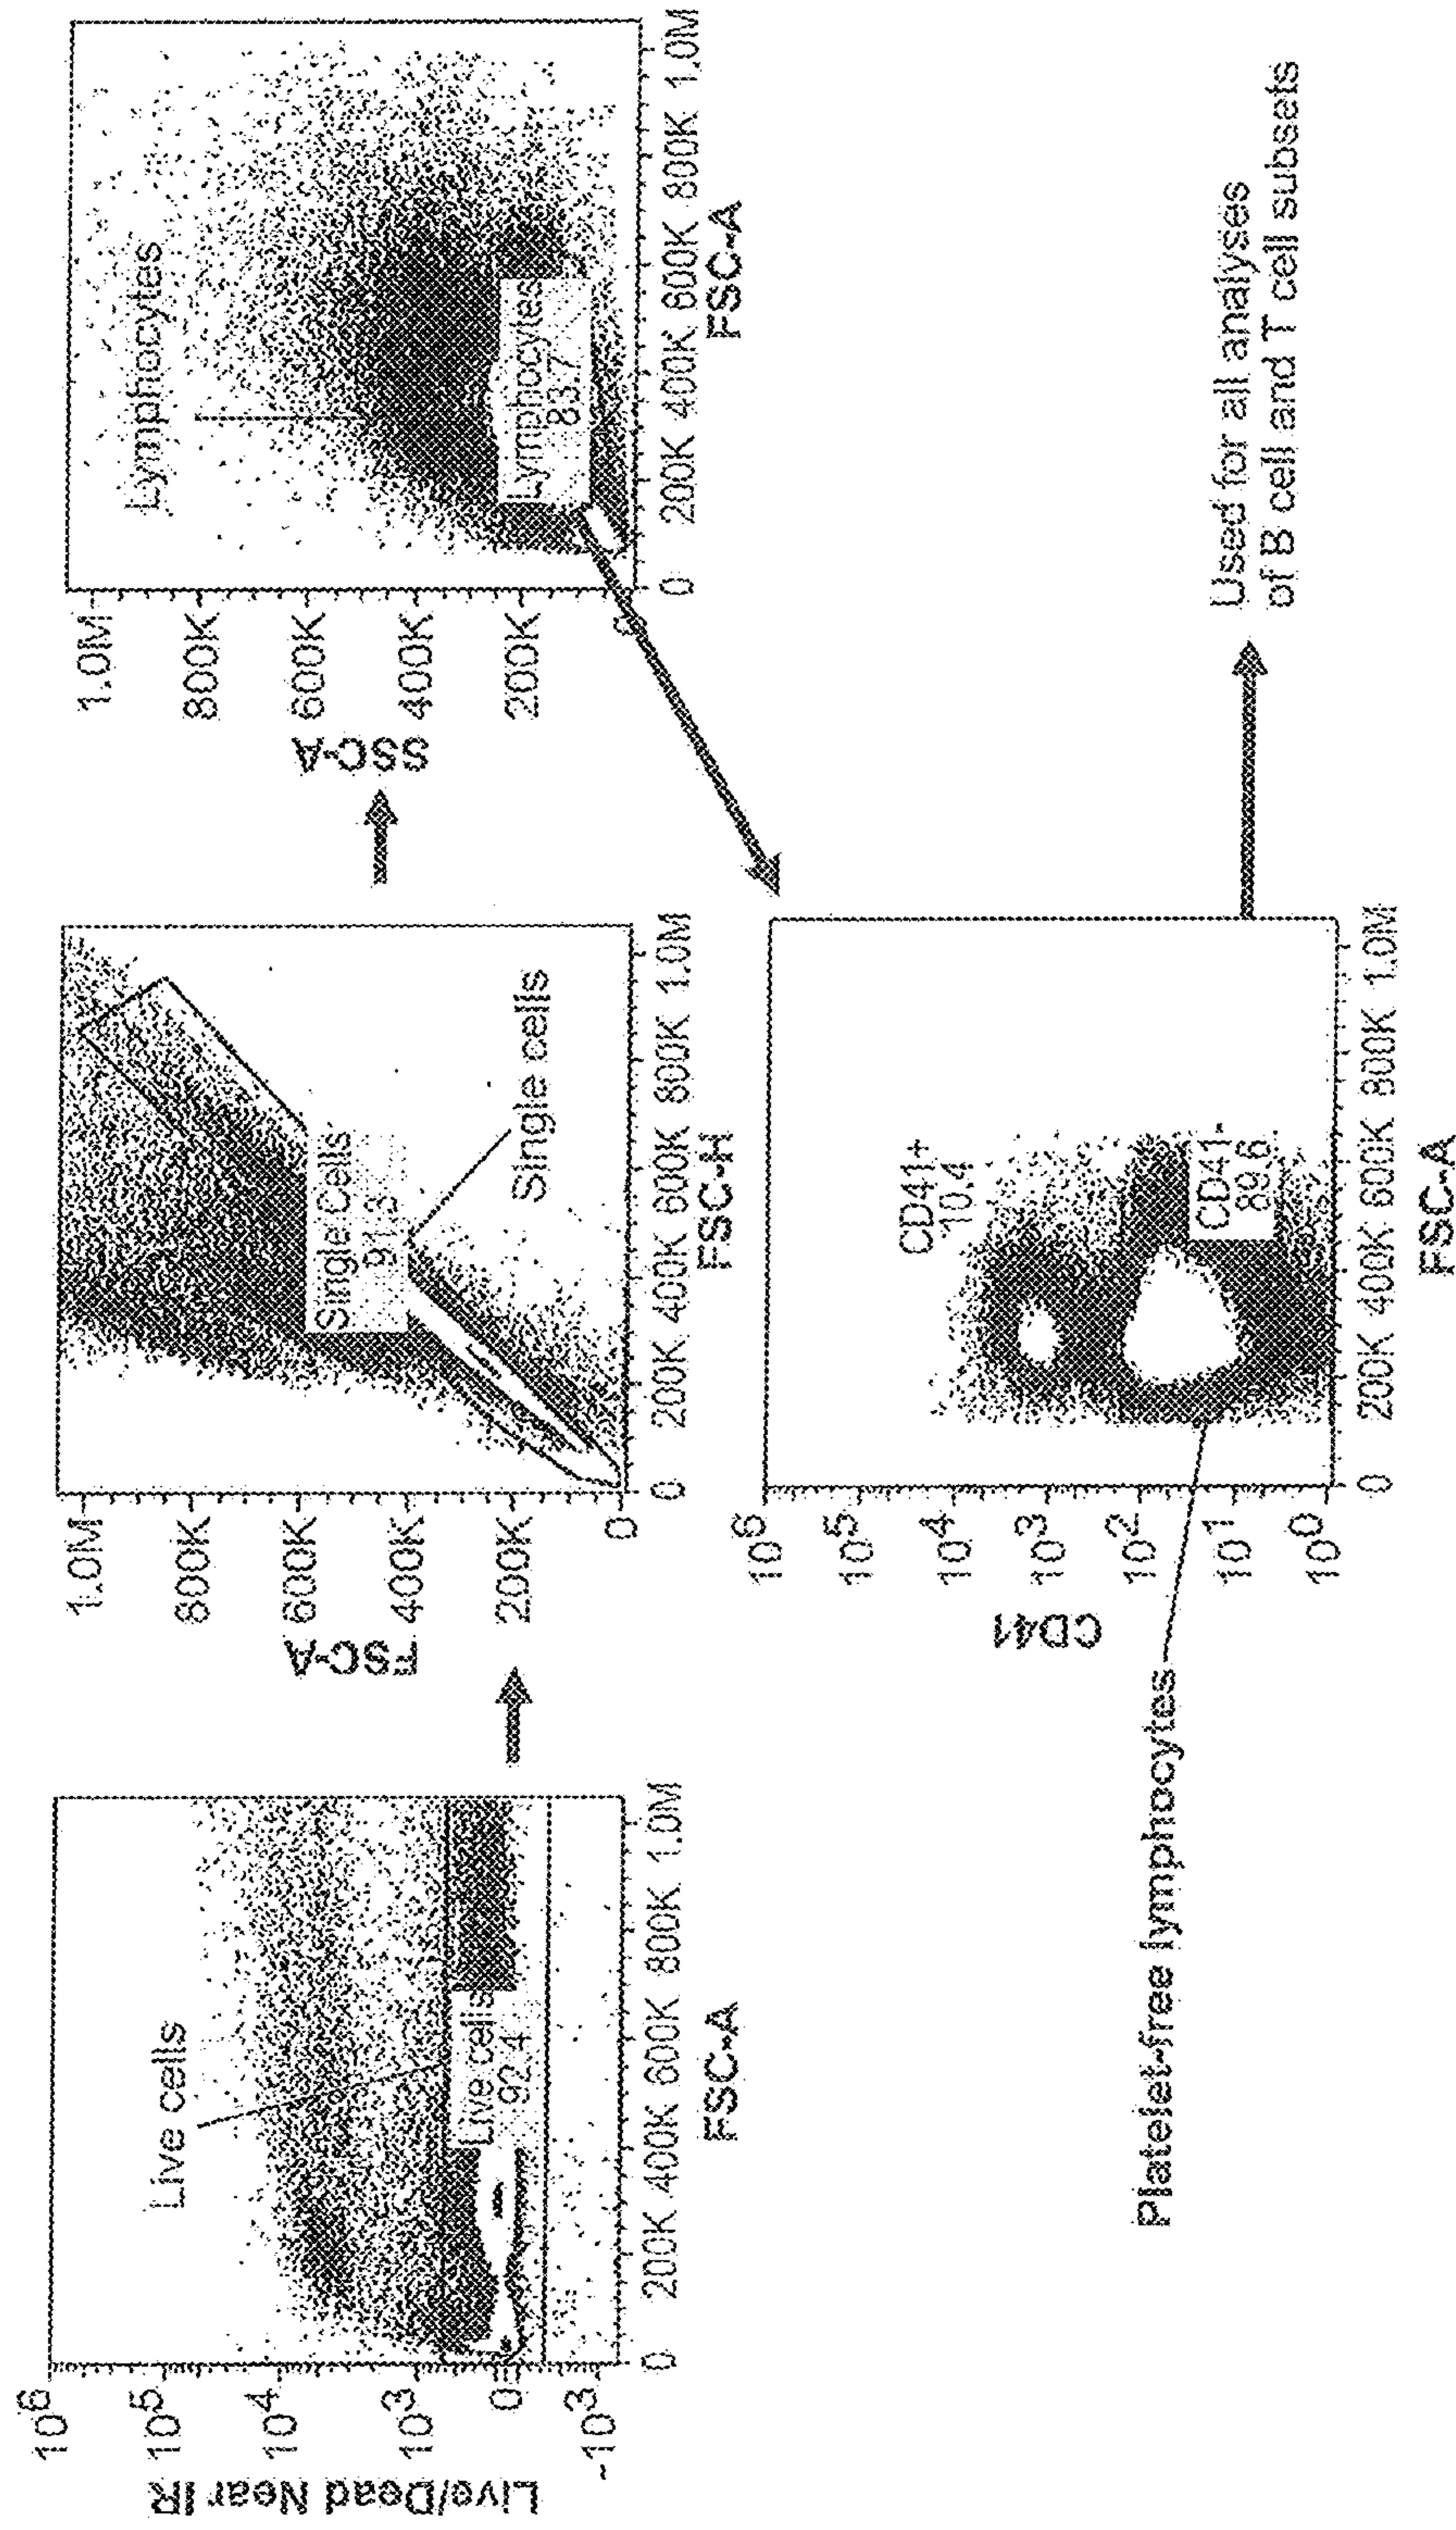 Live/Dead Near IR
10^6
10^5
10^4
10^3
0
-10^3
Live cells
Live cells
92.4
0 200K 400K 600K 800K 1.0M
FSC-A
FSC-A
1.0M
800K
600K
400K
200K
0
Single Cells
91.3
Single cells
0 200K 400K 600K 800K 1.0M
FSC-H
SSC-A
1.0M
800K
600K
400K
200K
0
Lymphocytes
Lymphocytes
83.7
0 200K 400K 600K 800K 1.0M
FSC-A
Platelet-free lymphocytes
CD41
10^6
10^5
10^4
10^3
10^2
10^1
10^0
CD41+
10.4
CD41-
89.6
0 200K 400K 600K 800K 1.0M
FSC-A
Used for all analyses
of B cell and T cell subsets